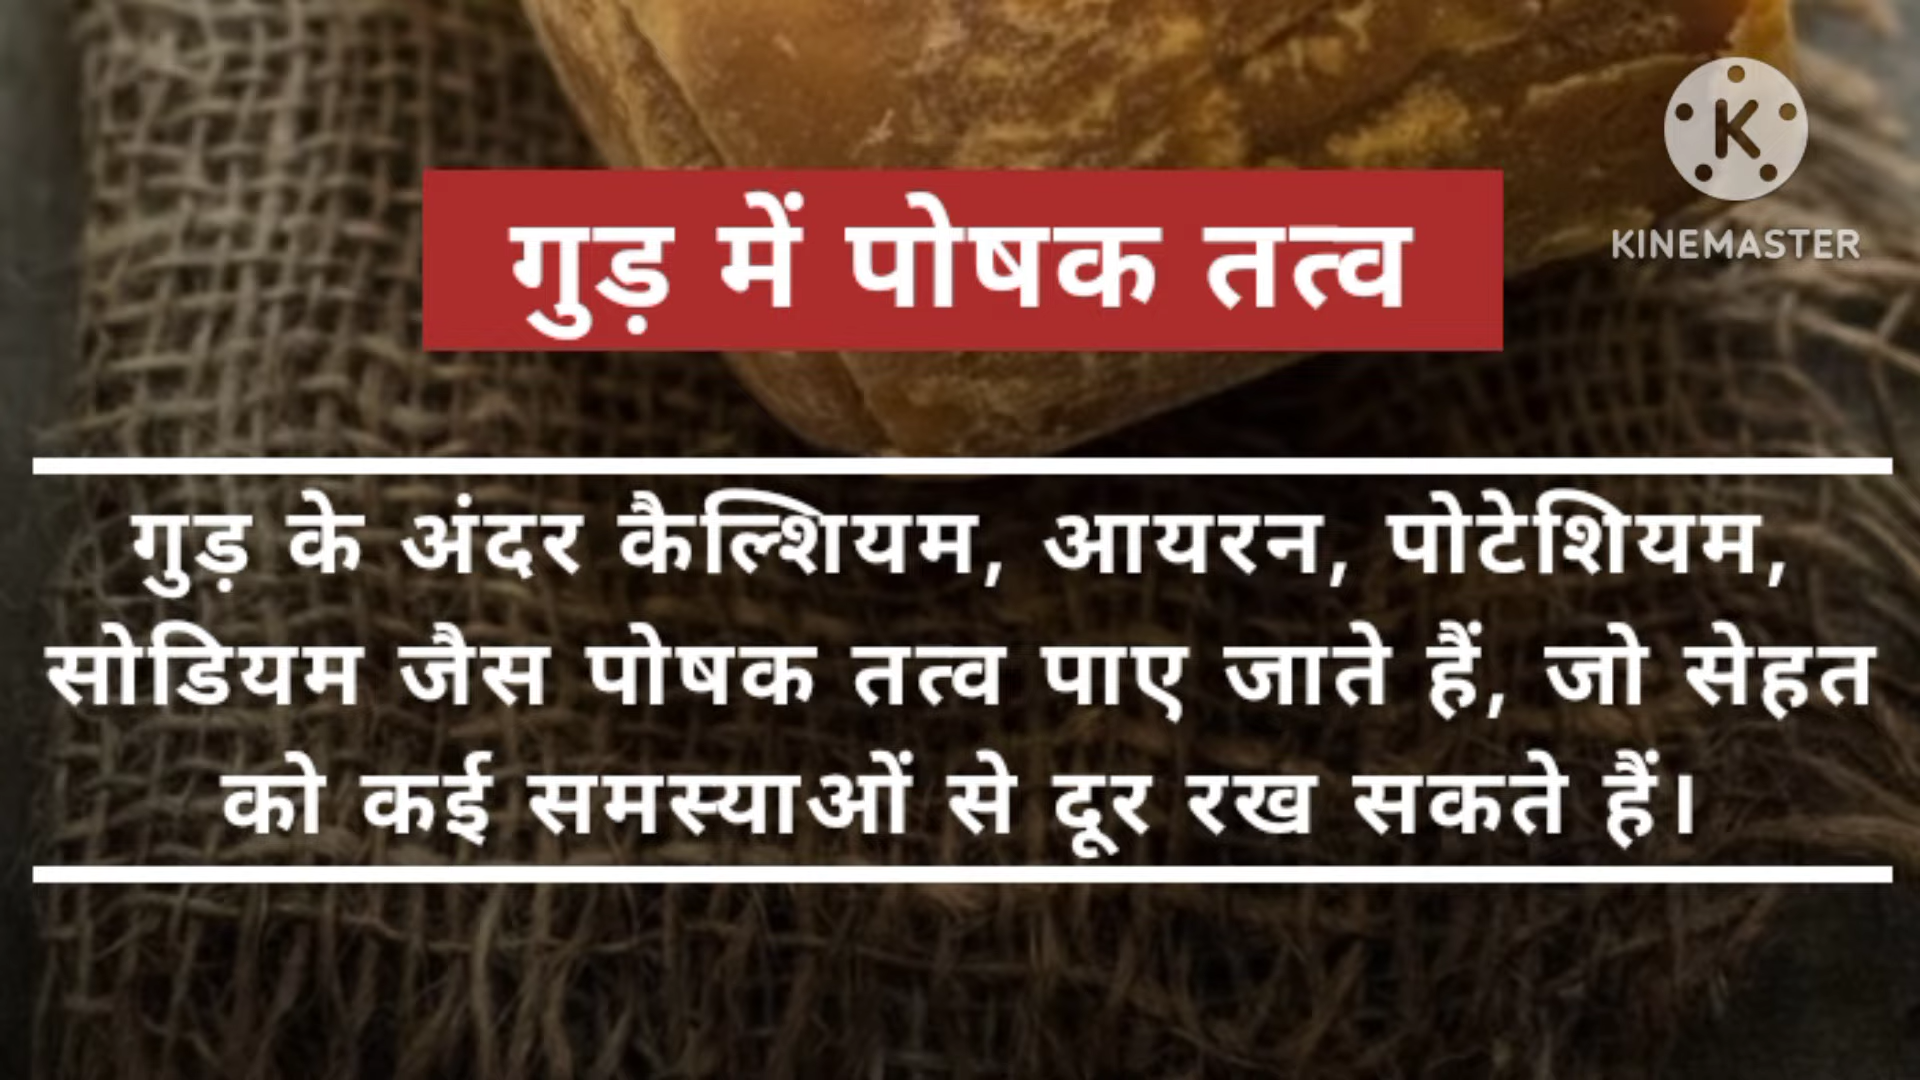 KINEMASTER
गुड़ में पोषक तत्व
गुड़ के अंदर कैल्शियम, आयरन, पोटेशियम,
सोडियम जैस पोषक तत्व पाए जाते हैं, जो सेहत
को कई समस्याओं से दूर रख सकते हैं।